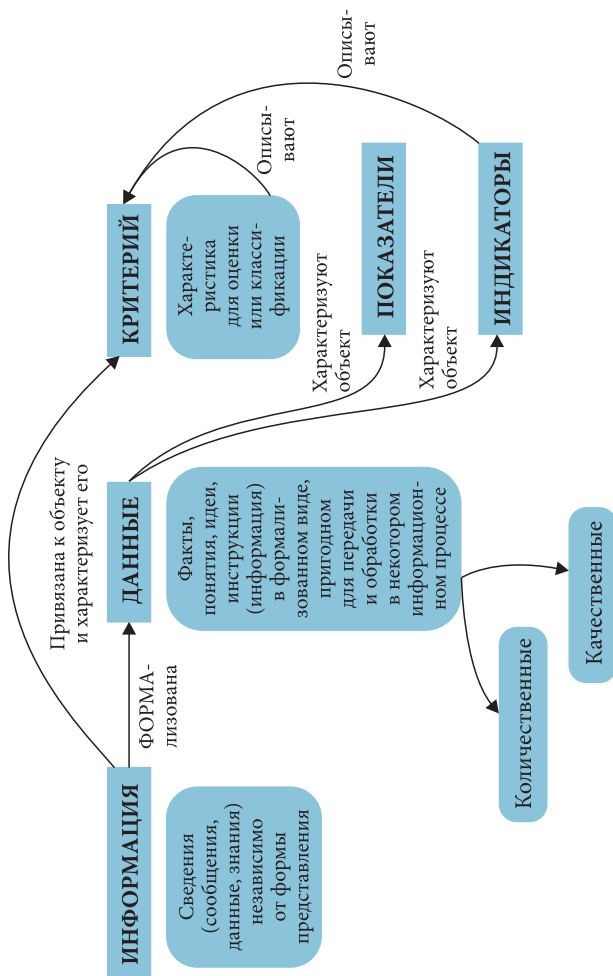 ИНФОРМАЦИЯ
Сведения
(сообщения,
данные, знания)
независимо
от формы
представления
ФОРМА-
лизована
Привязана к объекту
и характеризует его
ДАННЫЕ
Факты,
понятия, идеи,
инструкции
(информация)
в формали-
зованном виде,
пригодном
для передачи
и обработки
в некотором
информацион-
ном процессе
Количественные
Качественные
КРИТЕРИЙ
Характе-
ристика
для оценки
или класси-
фикации
Характеризуют
объект
ПОКАЗАТЕЛИ
Характеризуют
объект
ИНДИКАТОРЫ
Описы-
вают
Описы-
вают